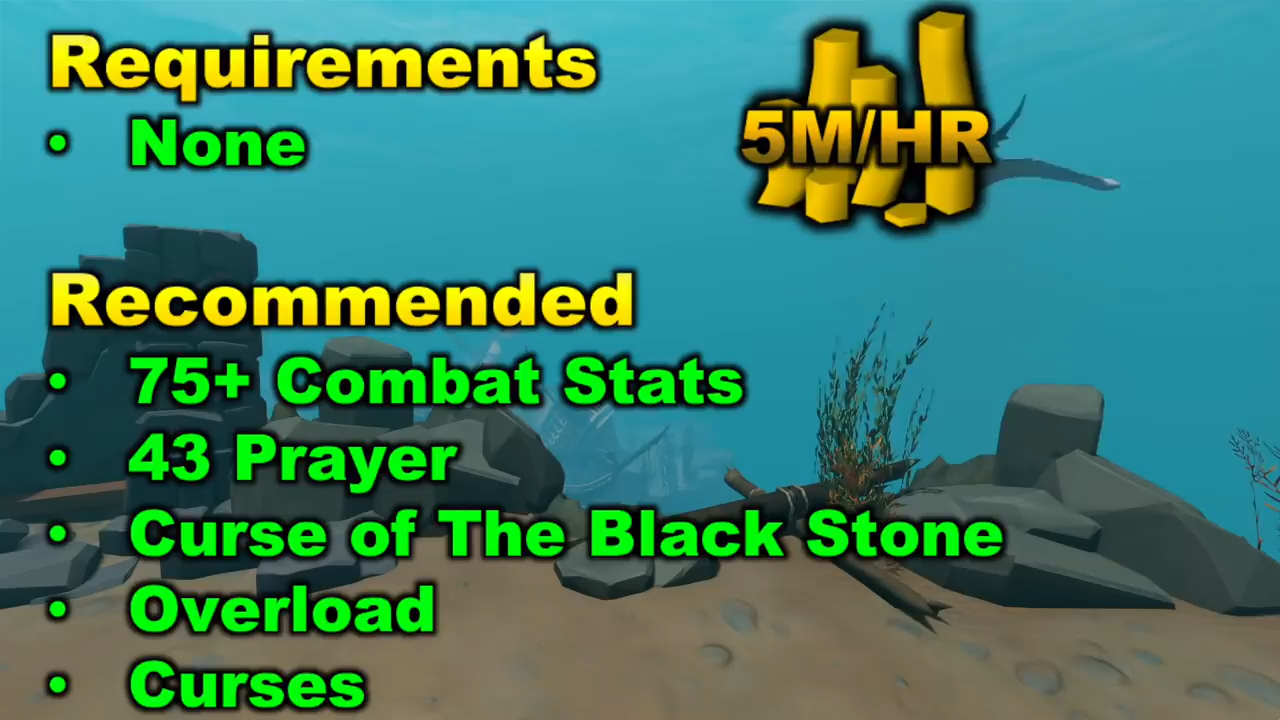 Requirements
• None
5M/HR
Recommended
• 75+ Combat Stats
• 43 Prayer
• Curse of The Black Stone
• Overload
• Curses